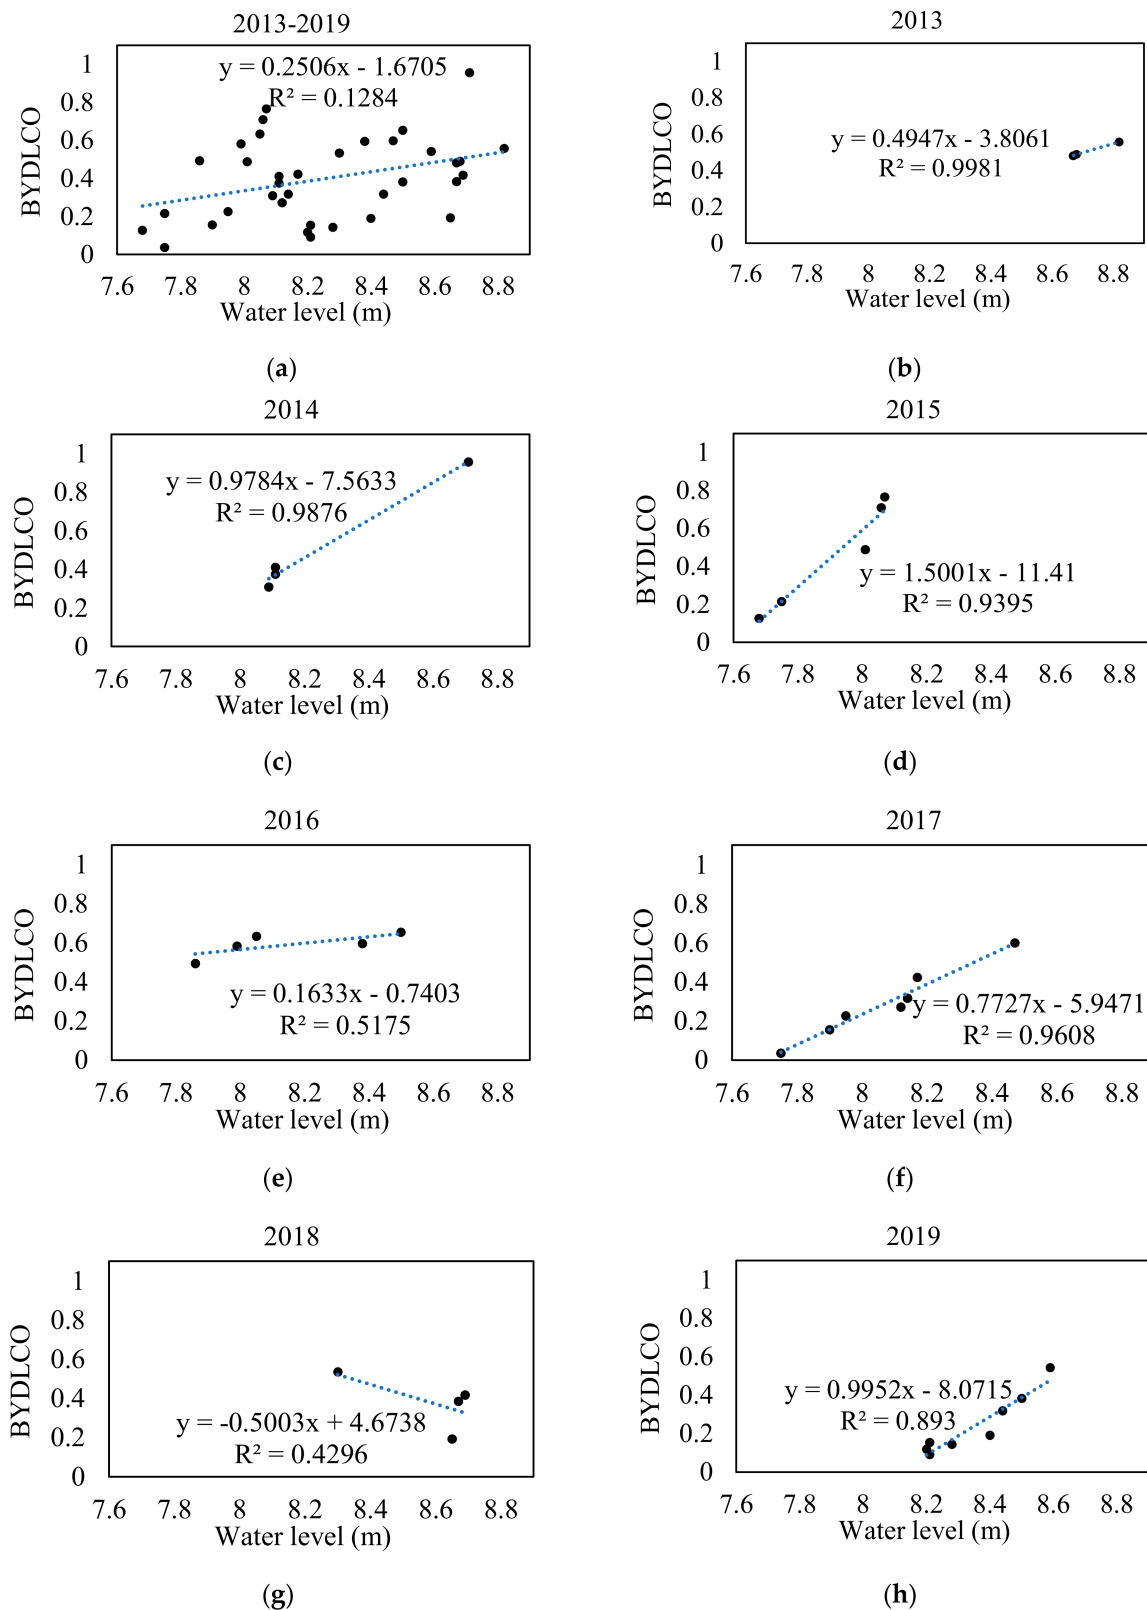 2013-2019
y = 0.2506x - 1.6705
R² = 0.1284
BYDLCO
1
0.8
0.6
0.4
0.2
0
7.6 7.8 8 8.2 8.4 8.6 8.8
Water level (m)
(a)
2013
y = 0.4947x - 3.8061
R² = 0.9981
BYDLCO
1
0.8
0.6
0.4
0.2
0
7.6 7.8 8 8.2 8.4 8.6 8.8
Water level (m)
(b)
2014
y = 0.9784x - 7.5633
R² = 0.9876
BYDLCO
1
0.8
0.6
0.4
0.2
0
7.6 7.8 8 8.2 8.4 8.6 8.8
Water level (m)
(c)
2015
y = 1.5001x - 11.41
R² = 0.9395
BYDLCO
1
0.8
0.6
0.4
0.2
0
7.6 7.8 8 8.2 8.4 8.6 8.8
Water level (m)
(d)
2016
y = 0.1633x - 0.7403
R² = 0.5175
BYDLCO
1
0.8
0.6
0.4
0.2
0
7.6 7.8 8 8.2 8.4 8.6 8.8
Water level (m)
(e)
2017
y = 0.7727x - 5.9471
R² = 0.9608
BYDLCO
1
0.8
0.6
0.4
0.2
0
7.6 7.8 8 8.2 8.4 8.6 8.8
Water level (m)
(f)
2018
y = -0.5003x + 4.6738
R² = 0.4296
BYDLCO
1
0.8
0.6
0.4
0.2
0
7.6 7.8 8 8.2 8.4 8.6 8.8
Water level (m)
(g)
2019
y = 0.9952x - 8.0715
R² = 0.893
BYDLCO
1
0.8
0.6
0.4
0.2
0
7.6 7.8 8 8.2 8.4 8.6 8.8
Water level (m)
(h)